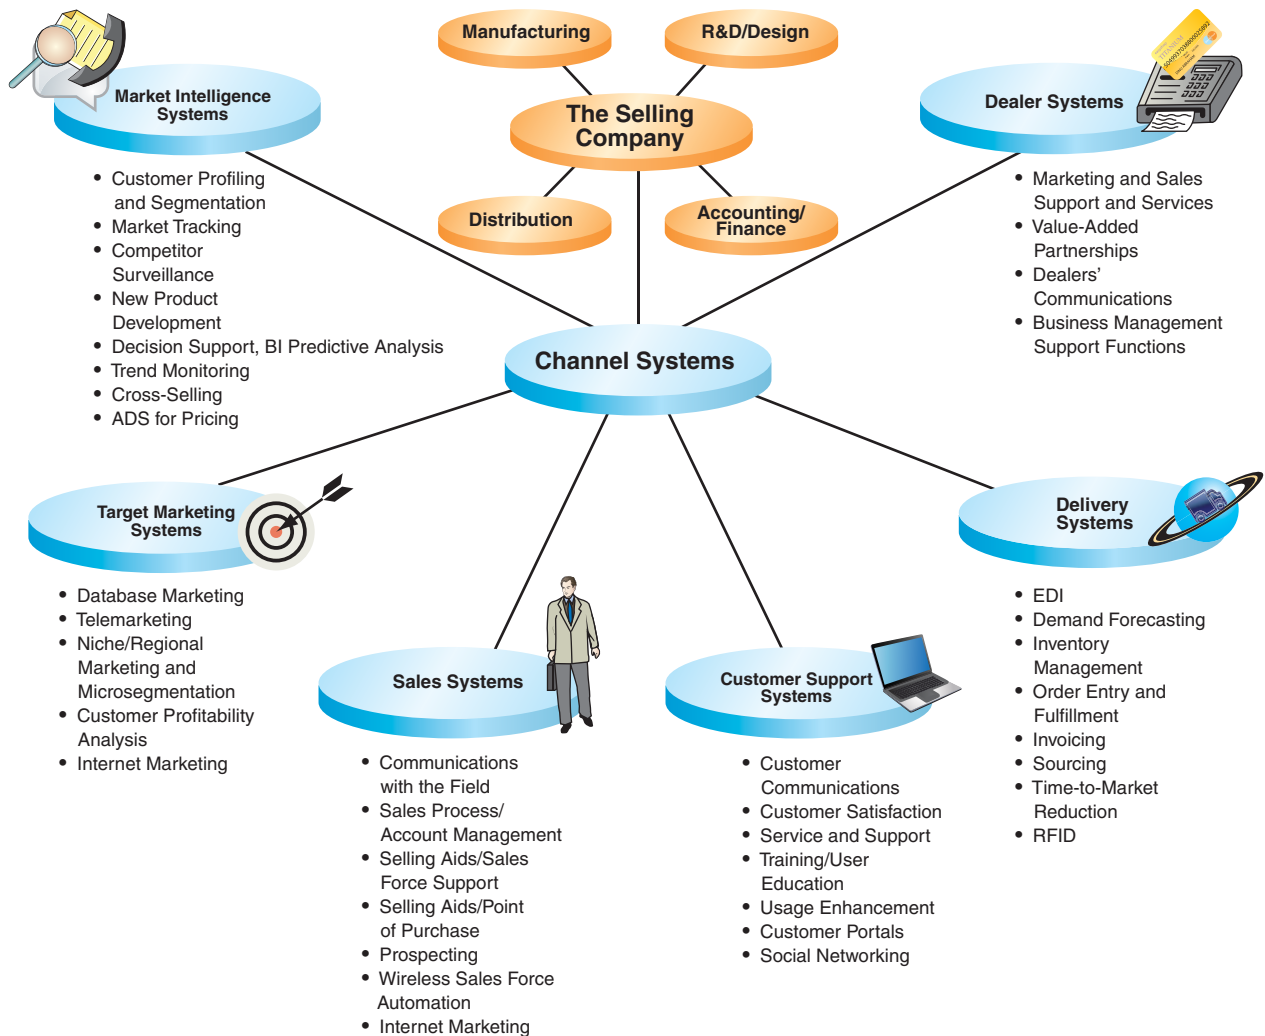 Manufacturing
R&D/Design
The Selling
Company
Distribution
Accounting/
Finance
Market Intelligence
Systems
• Customer Profiling
and Segmentation
• Market Tracking
• Competitor
Surveillance
• New Product
Development
• Decision Support, BI Predictive Analysis
• Trend Monitoring
• Cross-Selling
• ADS for Pricing
Dealer Systems
• Marketing and Sales
Support and Services
• Value-Added
Partnerships
• Dealers’
Communications
• Business Management
Support Functions
Channel Systems
Target Marketing
Systems
• Database Marketing
• Telemarketing
• Niche/Regional
Marketing and
Microsegmentation
• Customer Profitability
Analysis
• Internet Marketing
Sales Systems
• Communications
with the Field
• Sales Process/
Account Management
• Selling Aids/Sales
Force Support
• Selling Aids/Point
of Purchase
• Prospecting
• Wireless Sales Force
Automation
• Internet Marketing
Customer Support
Systems
• Customer
Communications
• Customer Satisfaction
• Service and Support
• Training/User
Education
• Usage Enhancement
• Customer Portals
• Social Networking
Delivery
Systems
• EDI
• Demand Forecasting
• Inventory
Management
• Order Entry and
Fulfillment
• Invoicing
• Sourcing
• Time-to-Market
Reduction
• RFID
TITANIUM